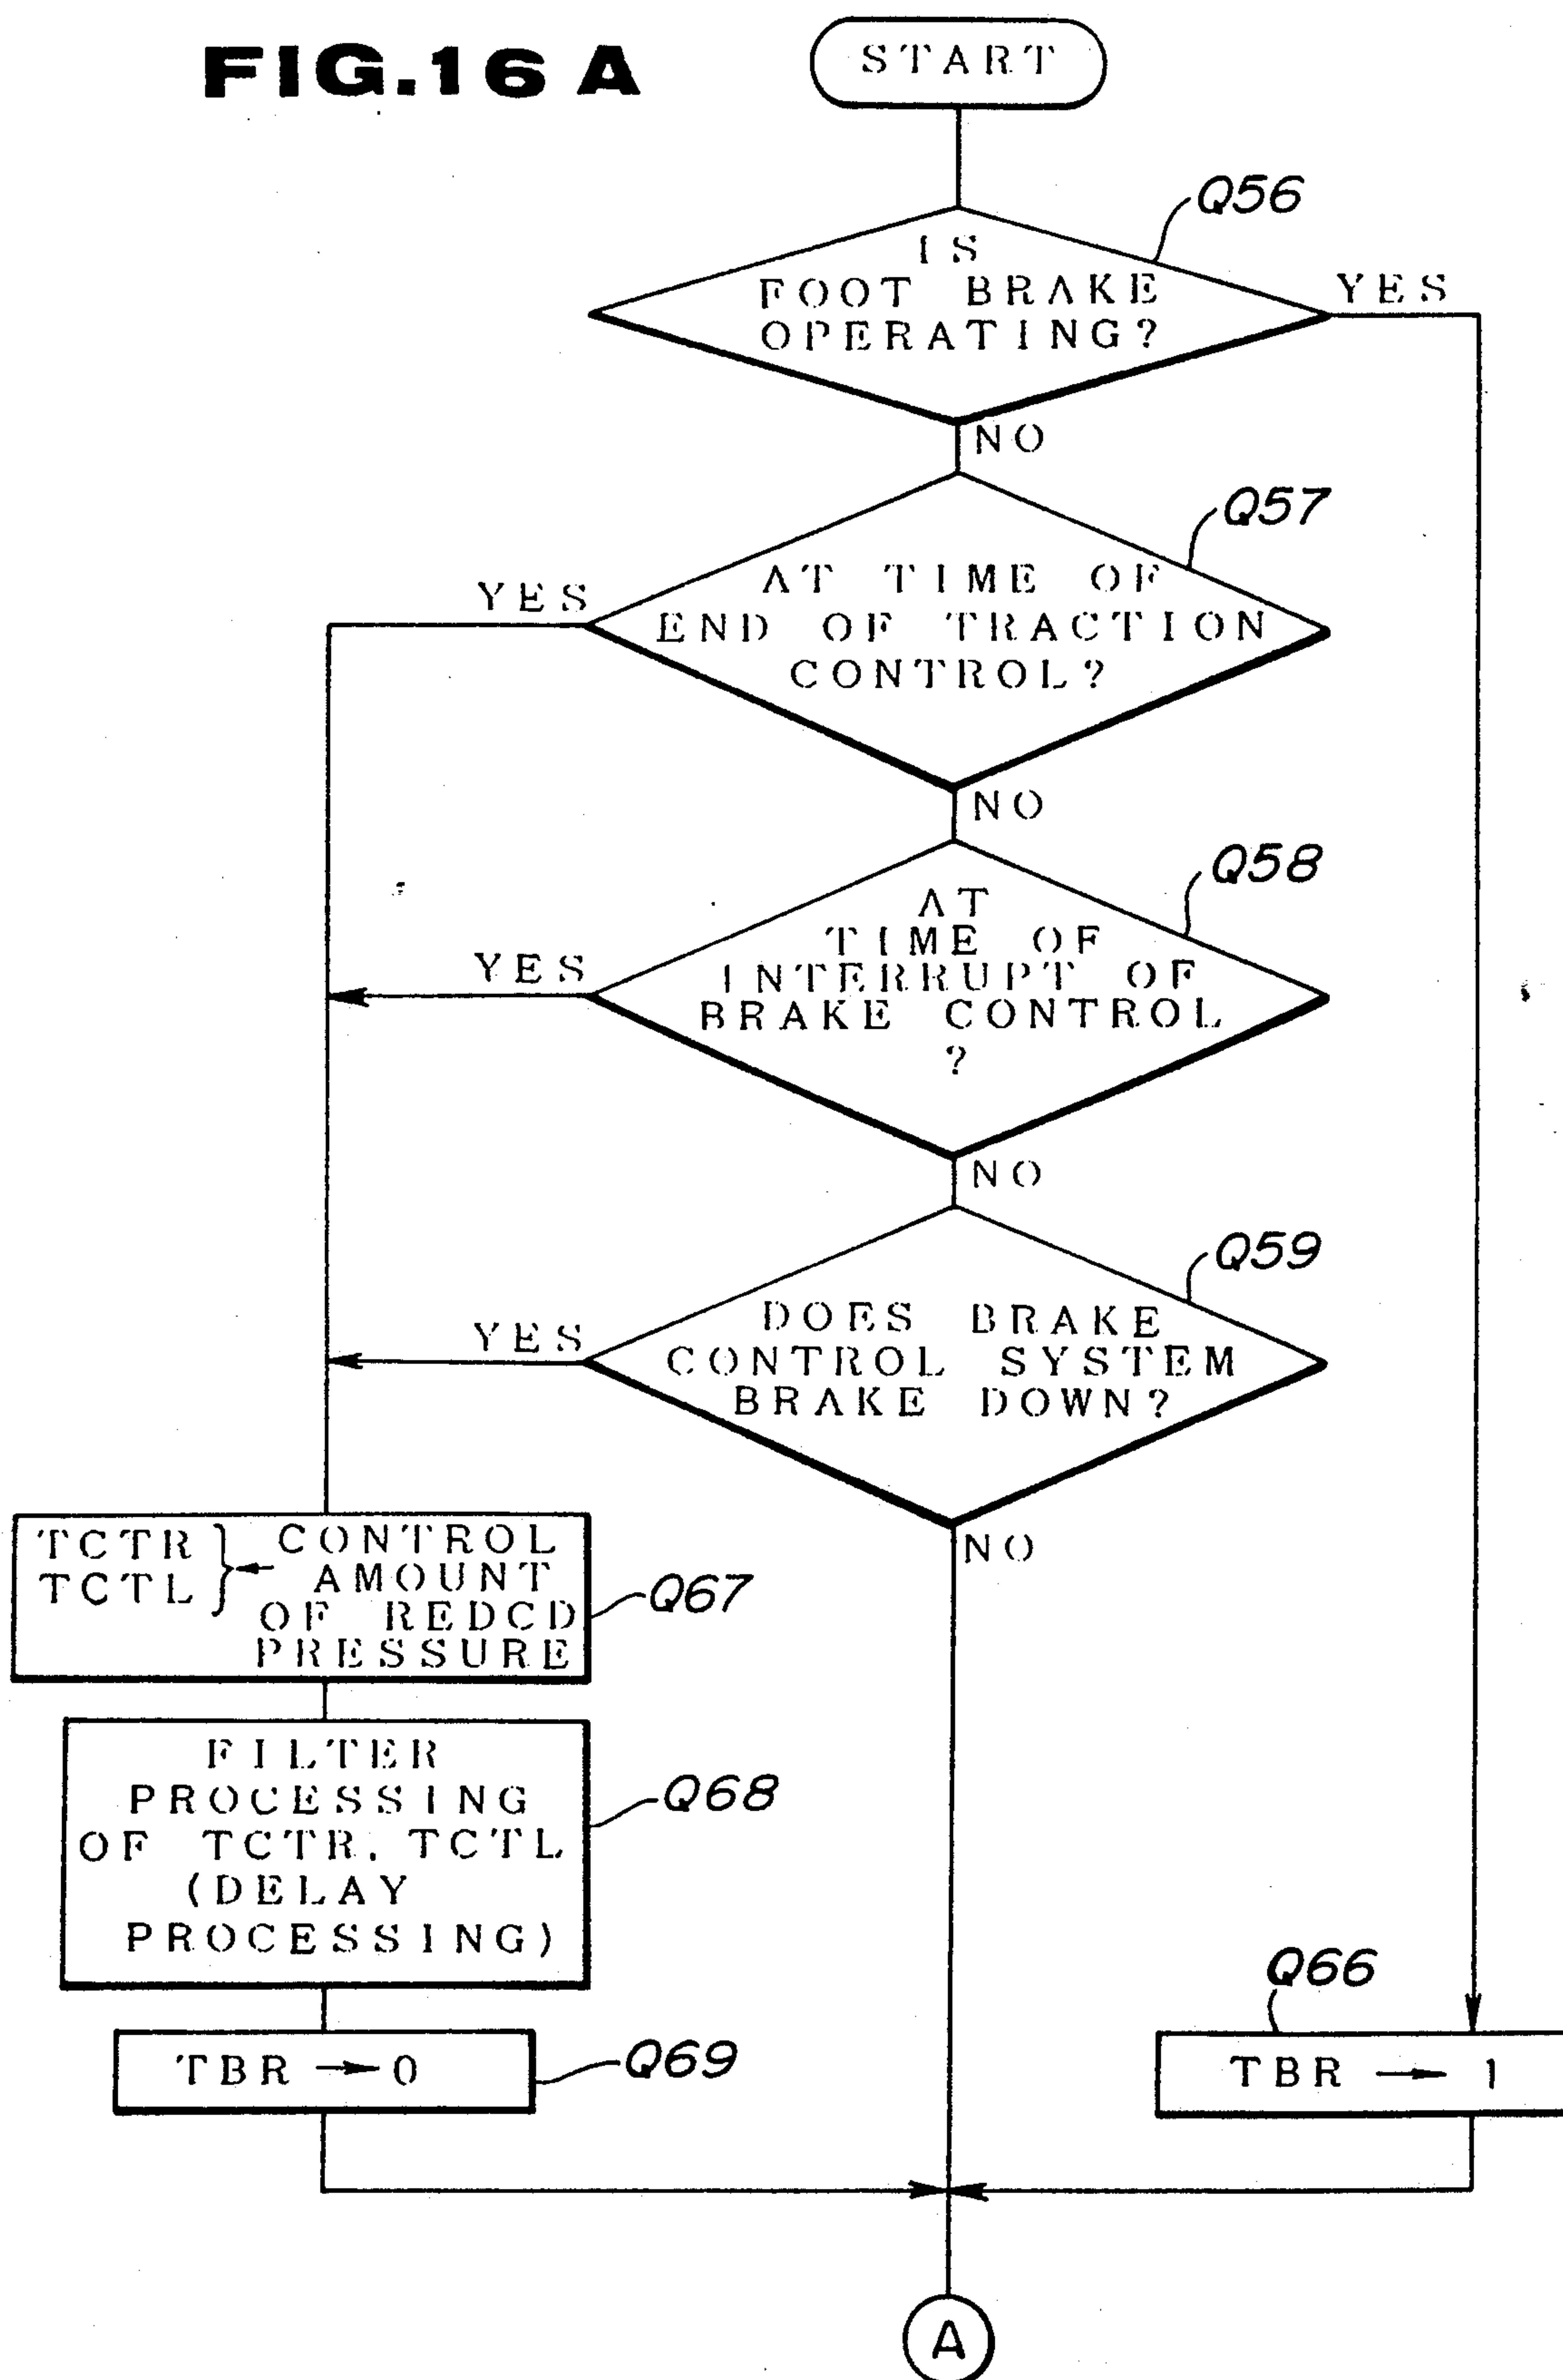 FIG.16 A
START
Q56
IS
FOOT BRAKE
OPERATING?
YES
NO
Q57
AT TIME OF
END OF TRACTION
CONTROL?
YES
NO
Q58
AT
TIME OF
INTERRUPT OF
BRAKE CONTROL
?
YES
NO
Q59
DOES BRAKE
CONTROL SYSTEM
BRAKE DOWN?
YES
NO
TCTR } ← CONTROL
TCTL AMOUNT
OF REDCD
PRESSURE
Q67
FILTER
PROCESSING
OF TCTR. TCTL
(DELAY
PROCESSING)
Q68
Q66
TBR → 0
Q69
TBR → 1
A